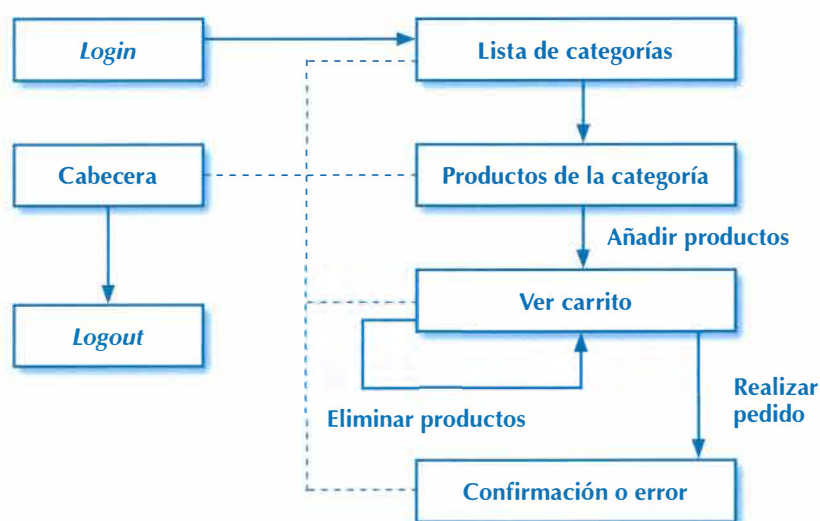 Login
Lista de categorías
Cabecera
Productos de la categoría
Añadir productos
Ver carrito
Logout
Eliminar productos
Realizar
pedido
Confirmación o error